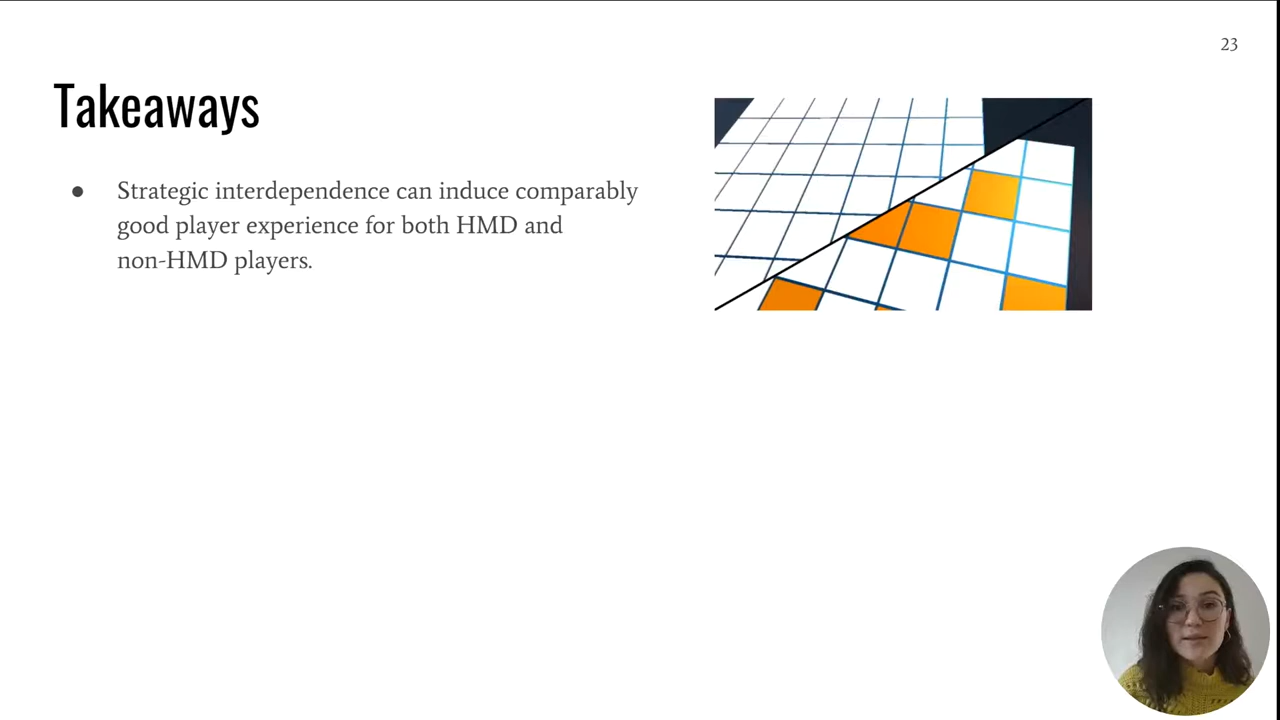 23
Takeaways
● Strategic interdependence can induce comparably
good player experience for both HMD and
non-HMD players.